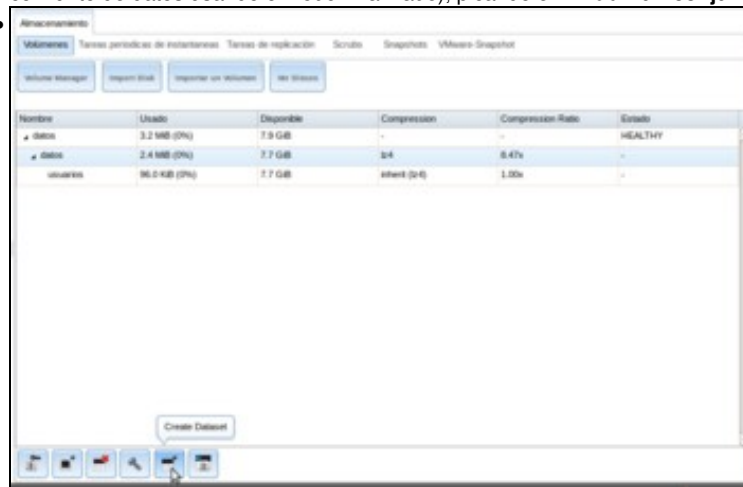 Almacenamiento
Volúmenes Tareas periodicas de instantaneas Tareas de replicación Scrubs Snapshots VMware-Snapshot
Volume Manager Import Disk Importar un Volumen Ver Discos
Nombre Usado Disponible Compression Compression Ratio Estado
datos 3.2 MiB (0%) 7.9 GiB - - HEALTHY
datos 2.4 MiB (0%) 7.7 GiB lz4 8.47x -
usuarios 96.0 KiB (0%) 7.7 GiB inherit (lz4) 1.00x -
Create Dataset